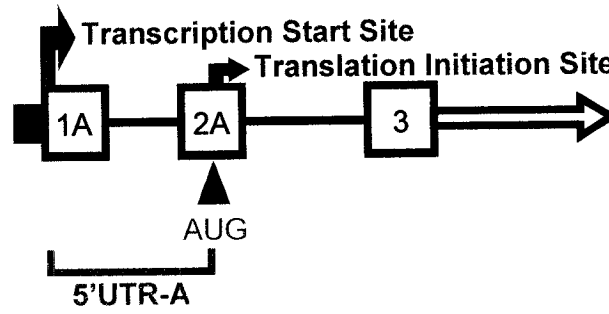 Transcription Start Site
Translation Initiation Site
1A 2A 3
AUG
5'UTR-A